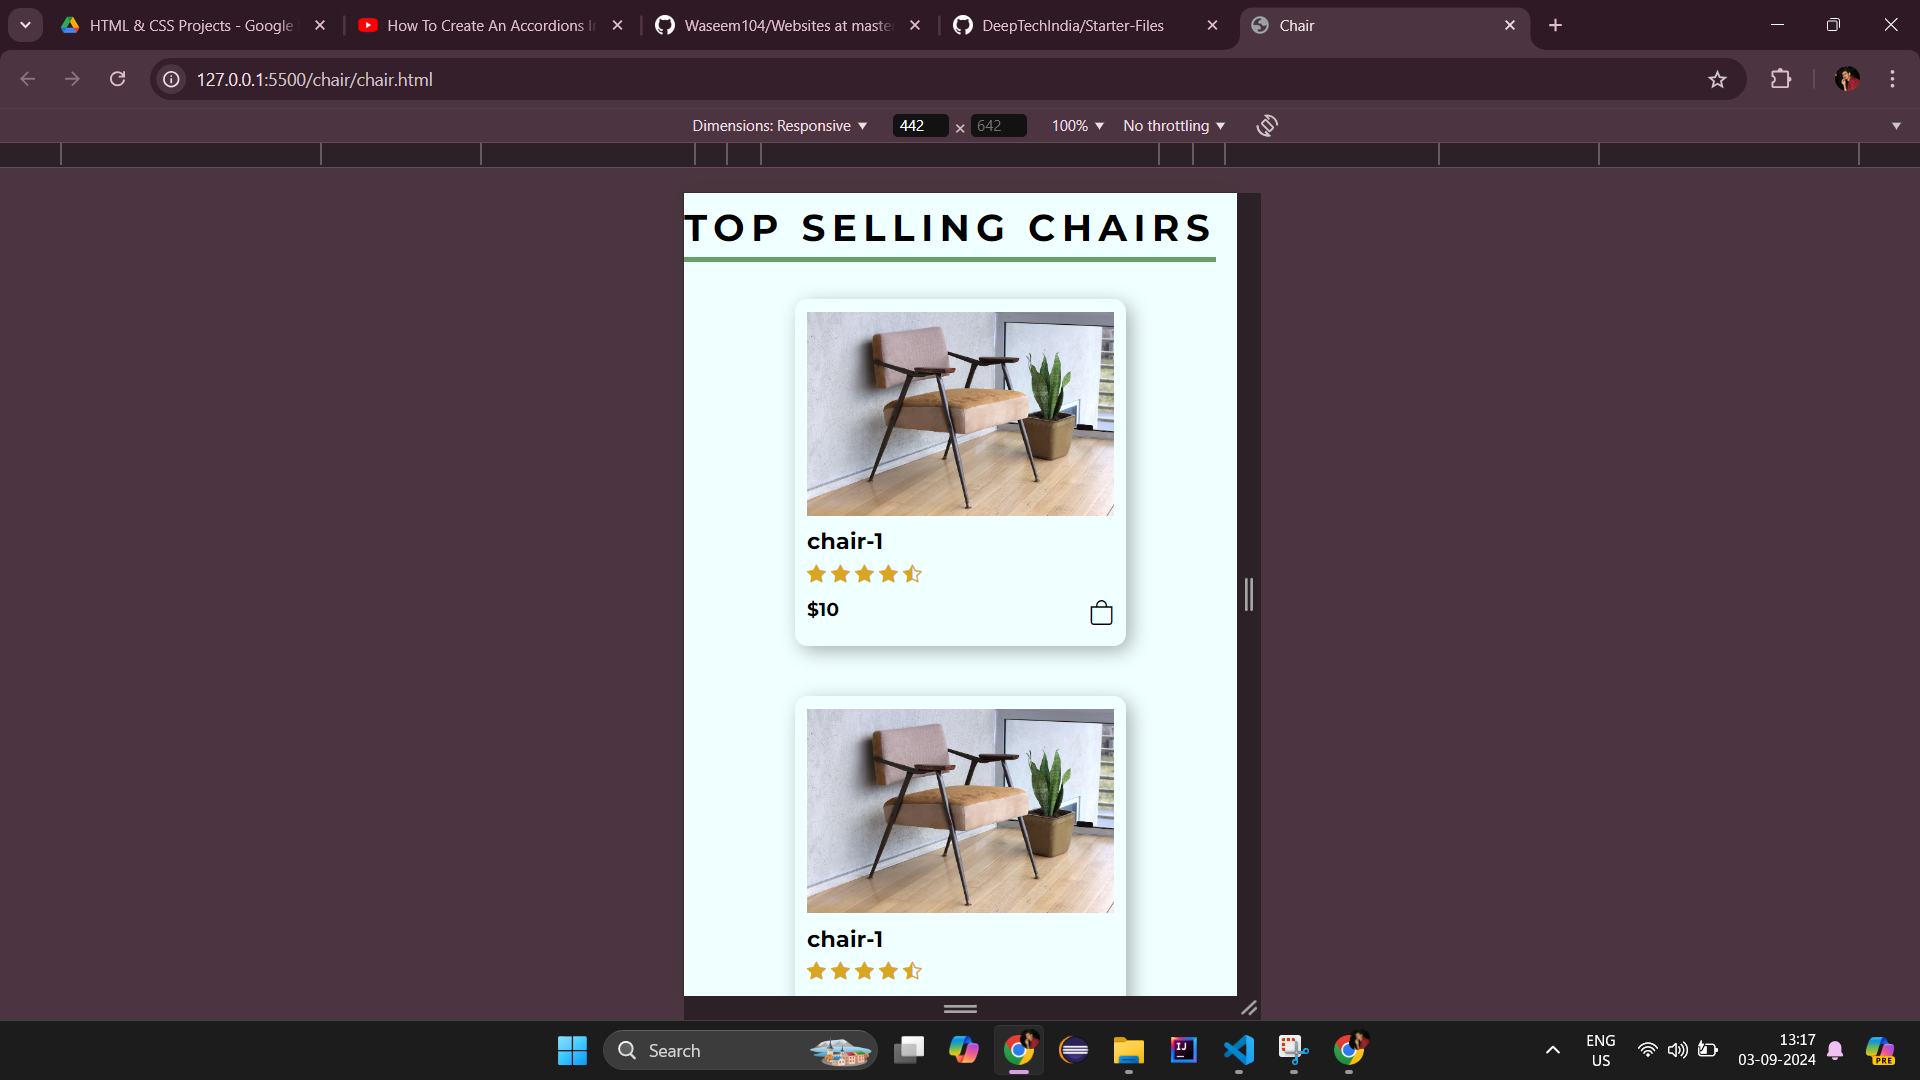 HTML & CSS Projects - Google
How To Create An Accordions I
Waseem104/Websites at maste
DeepTechIndia/Starter-Files
Chair
127.0.0.1:5500/chair/chair.html
Dimensions: Responsive
442 × 642
100%
No throttling
TOP SELLING CHAIRS
chair-1
$10
chair-1
Search
ENG
US
13:17
03-09-2024
IJ
PRE